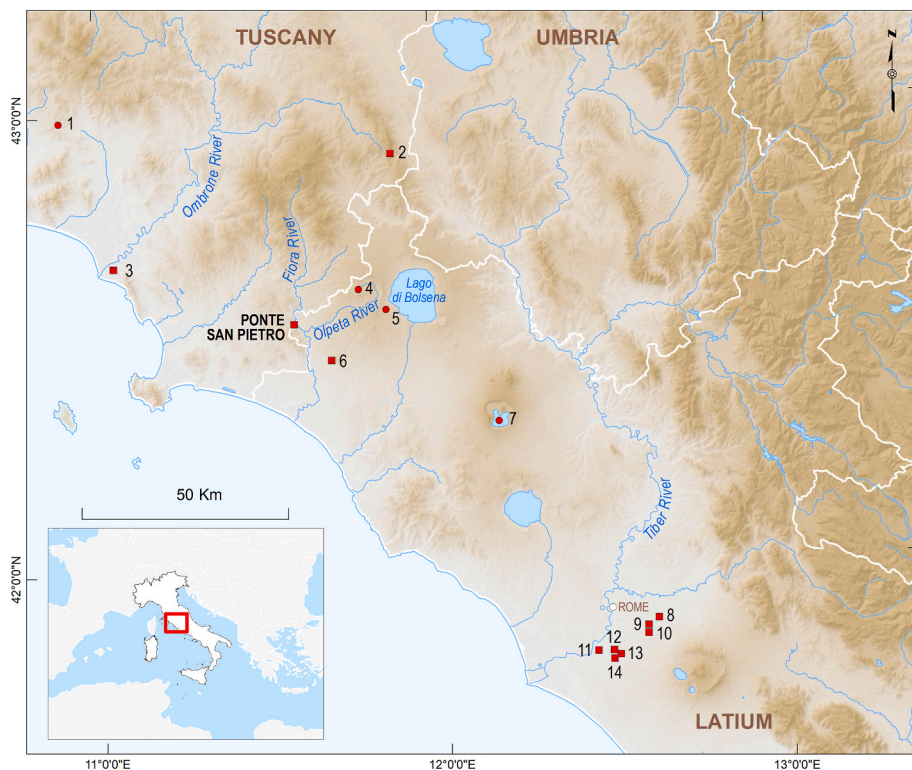 TUSCANY
UMBRIA
N
43°0'0"N
1
2
Ombrone River
Fiora River
3
4
Lago
di Bolsena
5
Olpeta River
PONTE
SAN PIETRO
6
7
50 Km
Tiber River
42°0'0"N
ROME
8
9
10
11
12
13
14
LATIUM
11°0'0"E
12°0'0"E
13°0'0"E